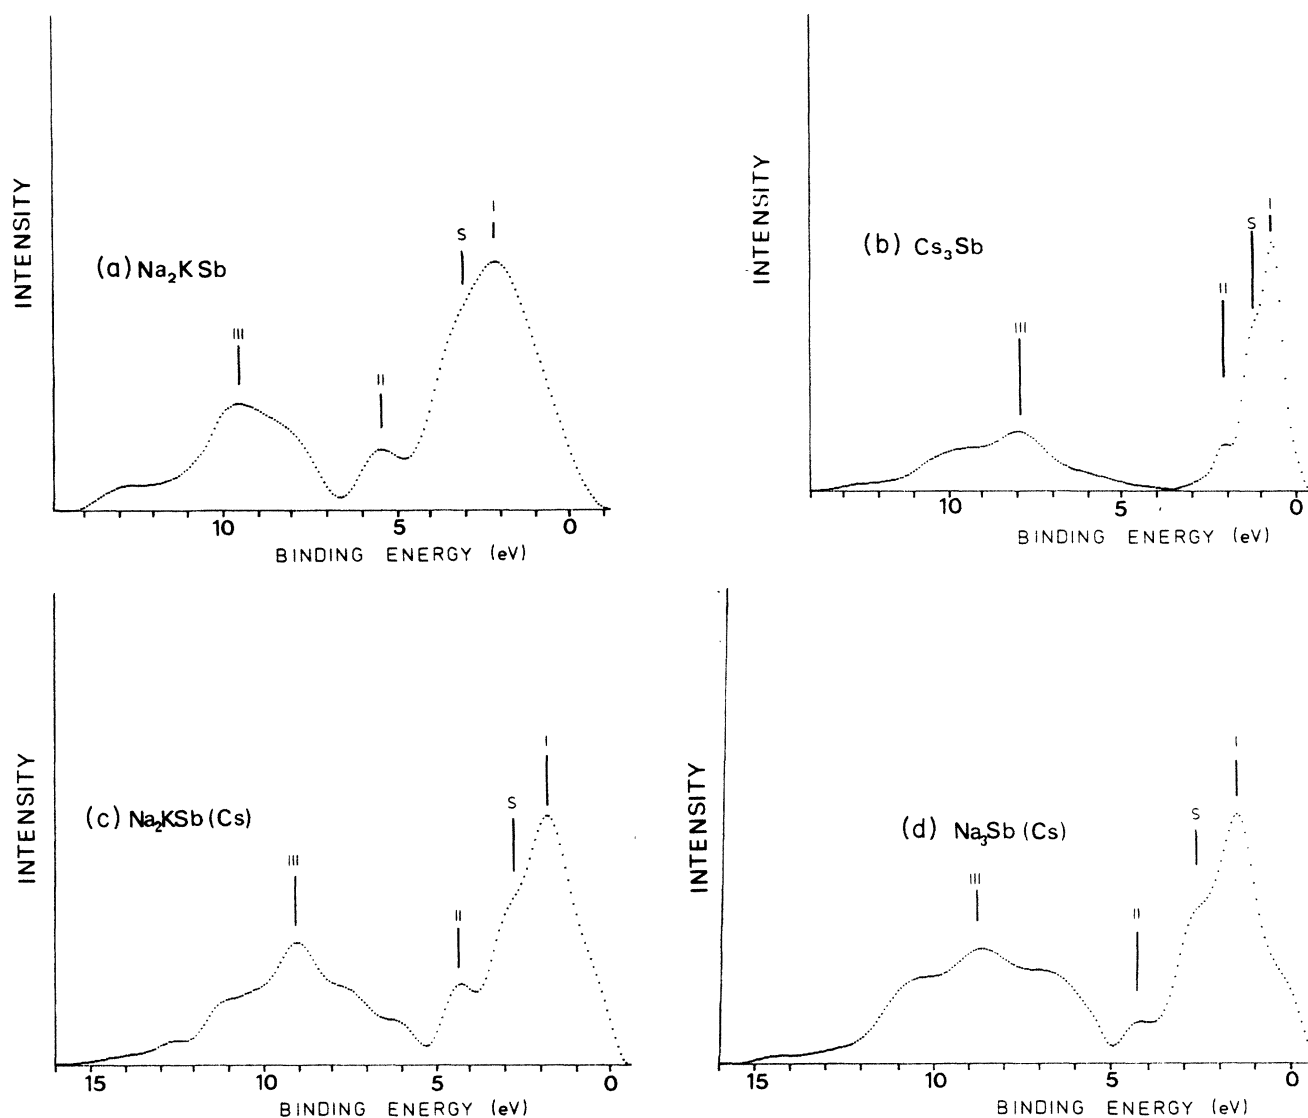 INTENSITY
(a) Na₂KSb
III
II
S
I
10
5
0
BINDING ENERGY (eV)
INTENSITY
(b) Cs₃Sb
III
II
S
I
10
5
0
BINDING ENERGY (eV)
INTENSITY
(c) Na₂KSb (Cs)
III
II
S
I
15
10
5
0
BINDING ENERGY (eV)
INTENSITY
(d) Na₃Sb (Cs)
III
II
S
I
15
10
5
0
BINDING ENERGY (eV)